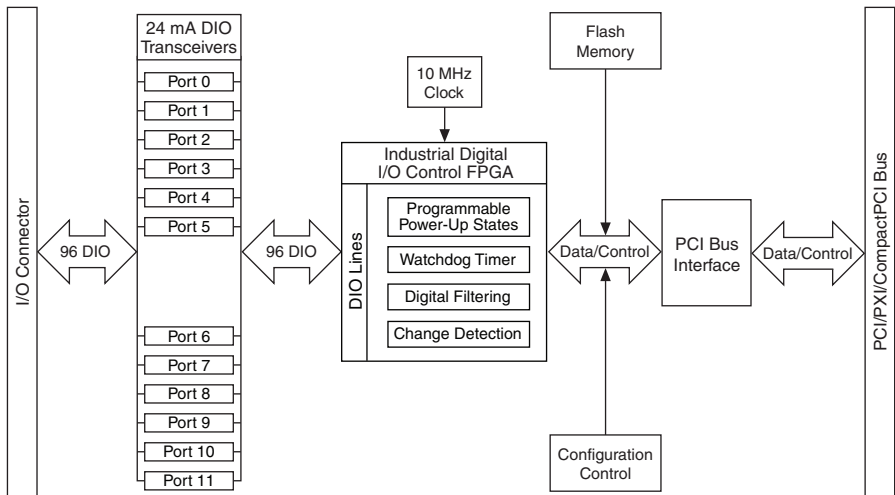 I/O Connector
96 DIO
24 mA DIO
Transceivers
Port 0
Port 1
Port 2
Port 3
Port 4
Port 5
Port 6
Port 7
Port 8
Port 9
Port 10
Port 11
96 DIO
10 MHz
Clock
Industrial Digital
I/O Control FPGA
DIO Lines
Programmable
Power-Up States
Watchdog Timer
Digital Filtering
Change Detection
Flash
Memory
Data/Control
Configuration
Control
PCI Bus
Interface
Data/Control
PCI/PXI/CompactPCI Bus